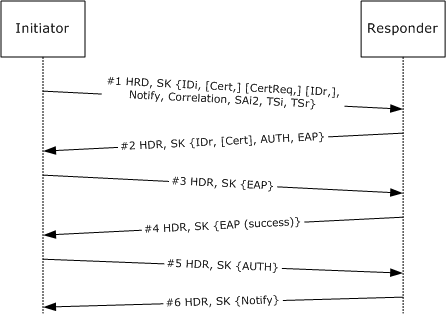 Initiator
Responder
#1 HRD, SK {IDi, [Cert,] [CertReq,] [IDr,],
Notify, Correlation, SAi2, TSi, TSr}
#2 HDR, SK {IDr, [Cert], AUTH, EAP}
#3 HDR, SK {EAP}
#4 HDR, SK {EAP (success)}
#5 HDR, SK {AUTH}
#6 HDR, SK {Notify}